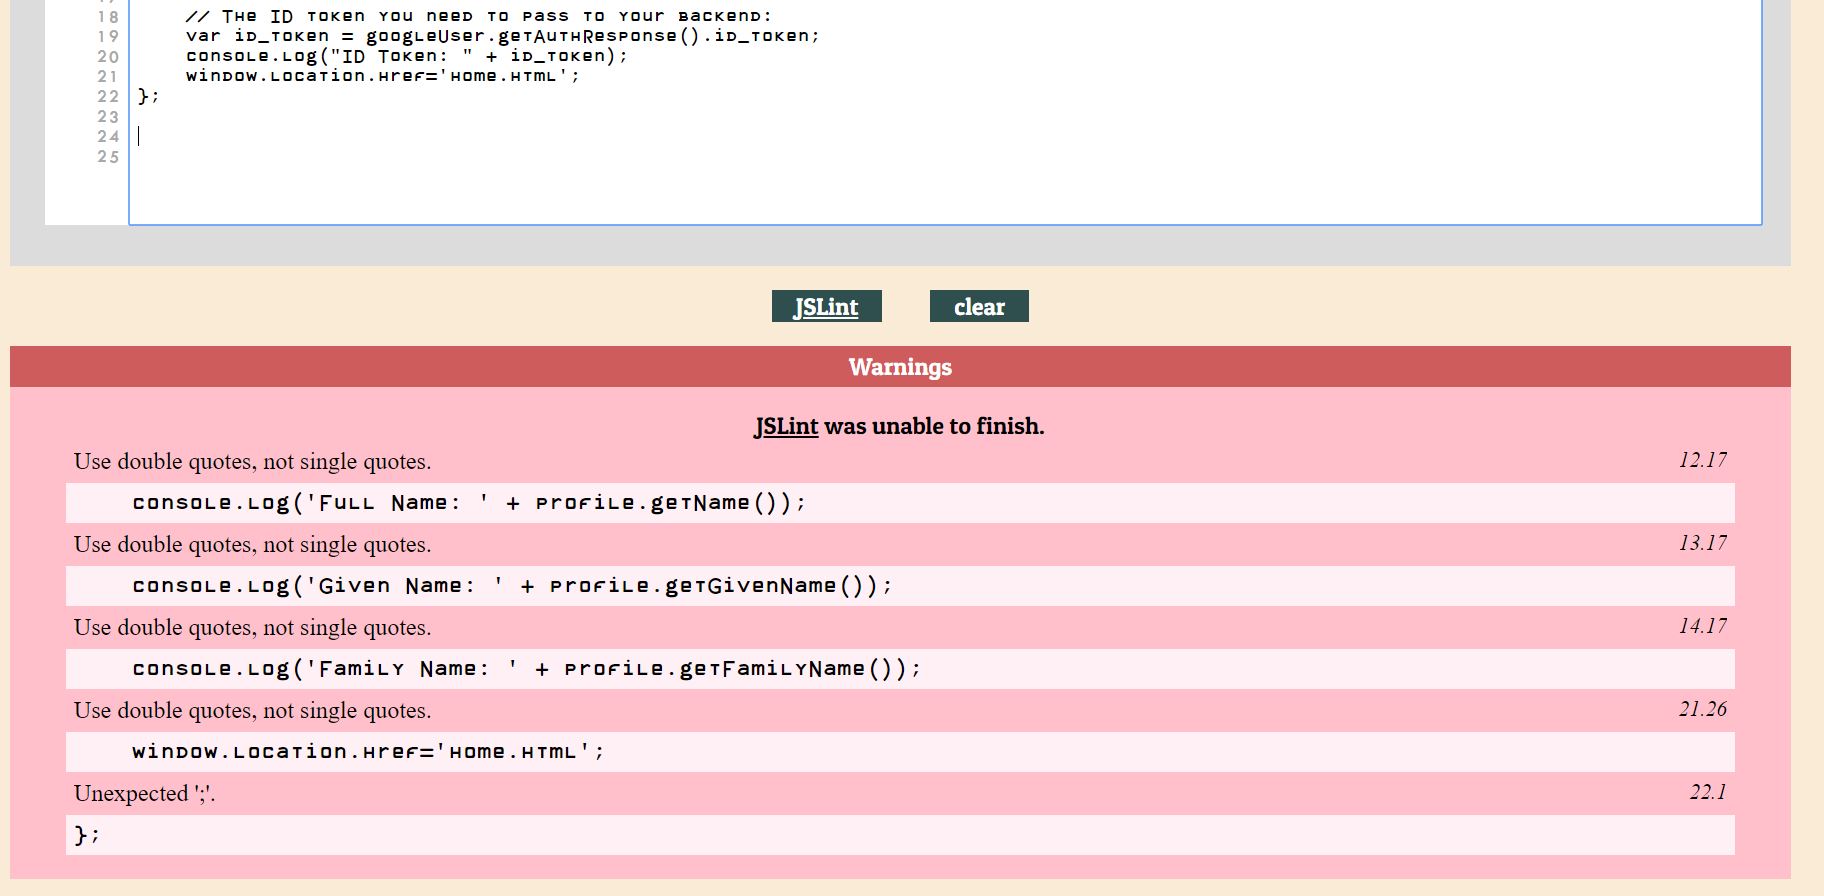 18 // The ID token you need to pass to your backend:
19 var id_token = googleUser.getAuthResponse().id_token;
20 console.log("ID Token: " + id_token);
21 window.location.href='home.html';
22 };
23
24
25
JSLint clear
Warnings
JSLint was unable to finish.
Use double quotes, not single quotes. 12.17
console.log('Full Name: ' + profile.getName());
Use double quotes, not single quotes. 13.17
console.log('Given Name: ' + profile.getGivenName());
Use double quotes, not single quotes. 14.17
console.log('Family Name: ' + profile.getFamilyName());
Use double quotes, not single quotes. 21.26
window.location.href='home.html';
Unexpected ';'. 22.1
};